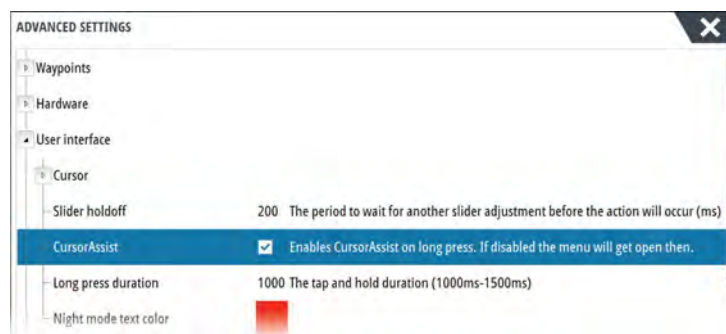 ADVANCED SETTINGS
Waypoints
Hardware
User interface
Cursor
Slider holdoff 200 The period to wait for another slider adjustment before the action will occur (ms)
CursorAssist Enables CursorAssist on long press. If disabled the menu will get open then.
Long press duration 1000 The tap and hold duration (1000ms-1500ms)
Night mode text color